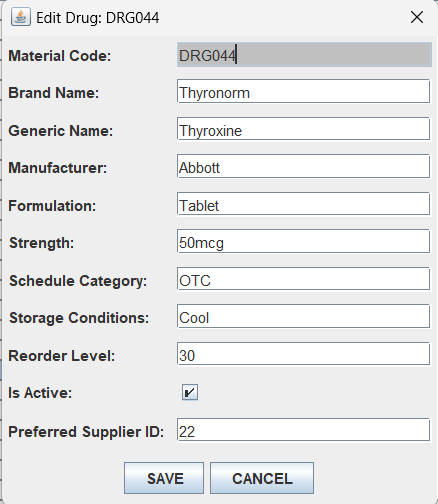 Edit Drug: DRG044
Material Code: DRG044
Brand Name: Thyronorm
Generic Name: Thyroxine
Manufacturer: Abbott
Formulation: Tablet
Strength: 50mcg
Schedule Category: OTC
Storage Conditions: Cool
Reorder Level: 30
Is Active:
Preferred Supplier ID: 22
SAVE CANCEL